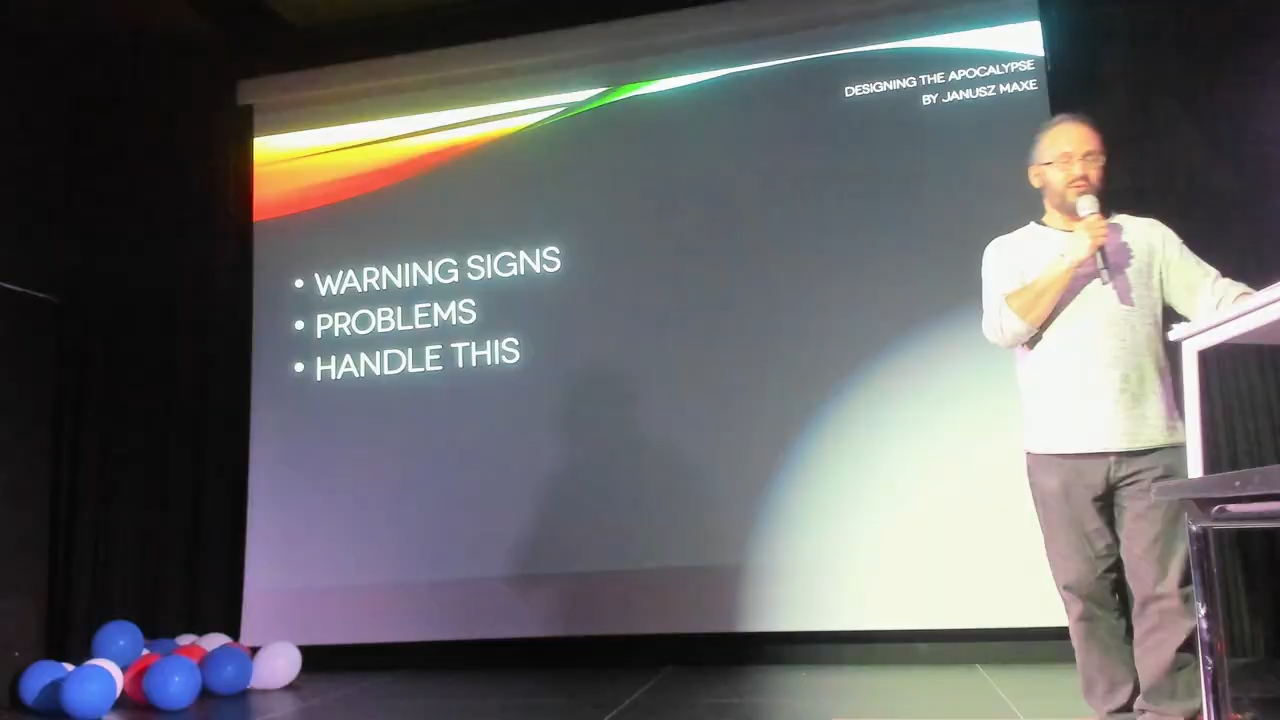 DESIGNING THE APOCALYPSE
BY JANUSZ MAXE
• WARNING SIGNS
• PROBLEMS
• HANDLE THIS